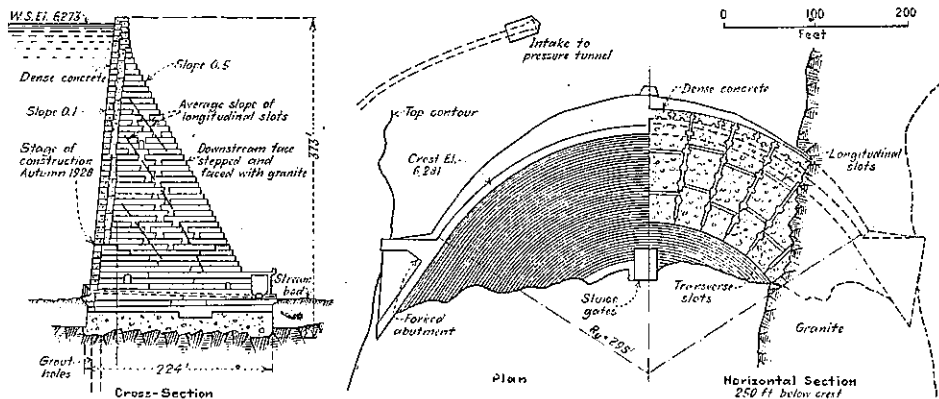 W.S. El. 6273
Dense concrete
Slope 0.1
Stage of
construction
Autumn 1928
Slope 0.5
Average slope of
longitudinal slots
Downstream face
stepped and
faced with granite
373'
Stream
bed
Grout
holes
224'
Cross-Section
Intake to
pressure tunnel
0 100 200
Feet
Top contour
Dense concrete
Crest El.
6,281
Longitudinal
slots
Forked
abutment
Sluice
gates
Transverse
slots
Granite
Plan
Horizontal Section
250 ft. below crest